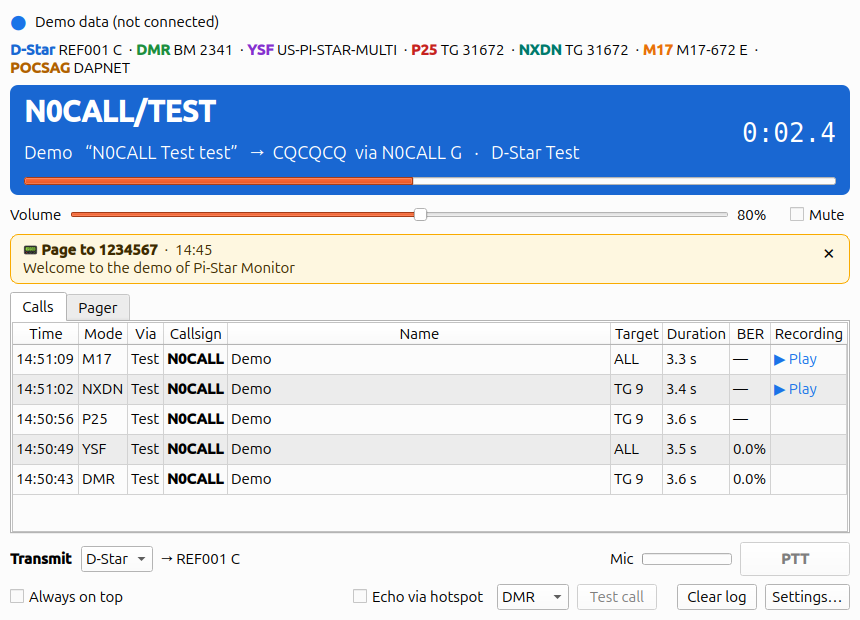 Demo data (not connected)
D-Star REF001 C · DMR BM 2341 · YSF US-PI-STAR-MULTI · P25 TG 31672 · NXDN TG 31672 · M17 M17-672 E ·
POCSAG DAPNET
N0CALL/TEST
0:02.4
Demo “N0CALL Test test” → CQCQCQ via N0CALL G · D-Star Test
Volume 80% Mute
📟 Page to 1234567 · 14:45 ✕
Welcome to the demo of Pi-Star Monitor
Calls Pager
Time Mode Via Callsign Name Target Duration BER Recording
14:51:09 M17 Test N0CALL Demo ALL 3.3 s — ▶ Play
14:51:02 NXDN Test N0CALL Demo TG 9 3.4 s — ▶ Play
14:50:56 P25 Test N0CALL Demo TG 9 3.6 s —
14:50:49 YSF Test N0CALL Demo ALL 3.5 s 0.0%
14:50:43 DMR Test N0CALL Demo TG 9 3.6 s 0.0%
Transmit D-Star → REF001 C Mic PTT
Always on top Echo via hotspot DMR Test call Clear log Settings...